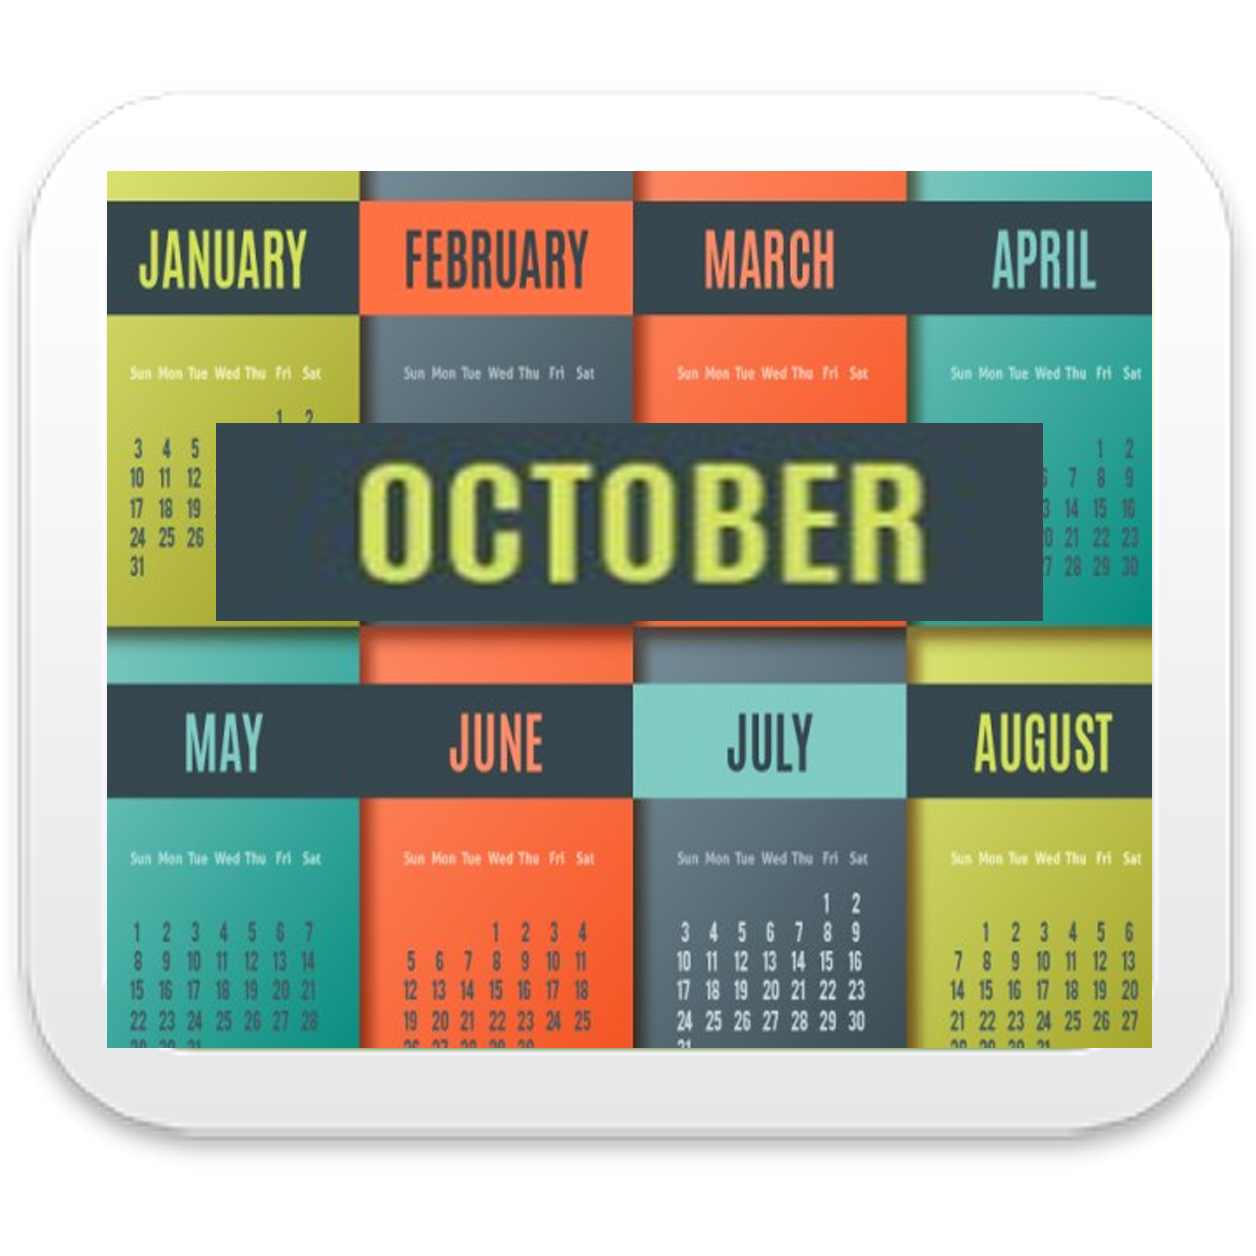 JANUARY FEBRUARY MARCH APRIL
Sun Mon Tue Wed Thu Fri Sat Sun Mon Tue Wed Thu Fri Sat Sun Mon Tue Wed Thu Fri Sat Sun Mon Tue Wed Thu Fri Sat
1 2
3 4 5 1 2
10 11 12 7 8 9
17 18 19 14 15 16
24 25 26 21 22 23
31 28 29 30
OCTOBER
MAY JUNE JULY AUGUST
Sun Mon Tue Wed Thu Fri Sat Sun Mon Tue Wed Thu Fri Sat Sun Mon Tue Wed Thu Fri Sat Sun Mon Tue Wed Thu Fri Sat
1 2
1 2 3 4 5 6 7 1 2 3 4 3 4 5 6 7 8 9 1 2 3 4 5 6
8 9 10 11 12 13 14 5 6 7 8 9 10 11 10 11 12 13 14 15 16 7 8 9 10 11 12 13
15 16 17 18 19 20 21 12 13 14 15 16 17 18 17 18 19 20 21 22 23 14 15 16 17 18 19 20
22 23 24 25 26 27 28 19 20 21 22 23 24 25 24 25 26 27 28 29 30 21 22 23 24 25 26 27